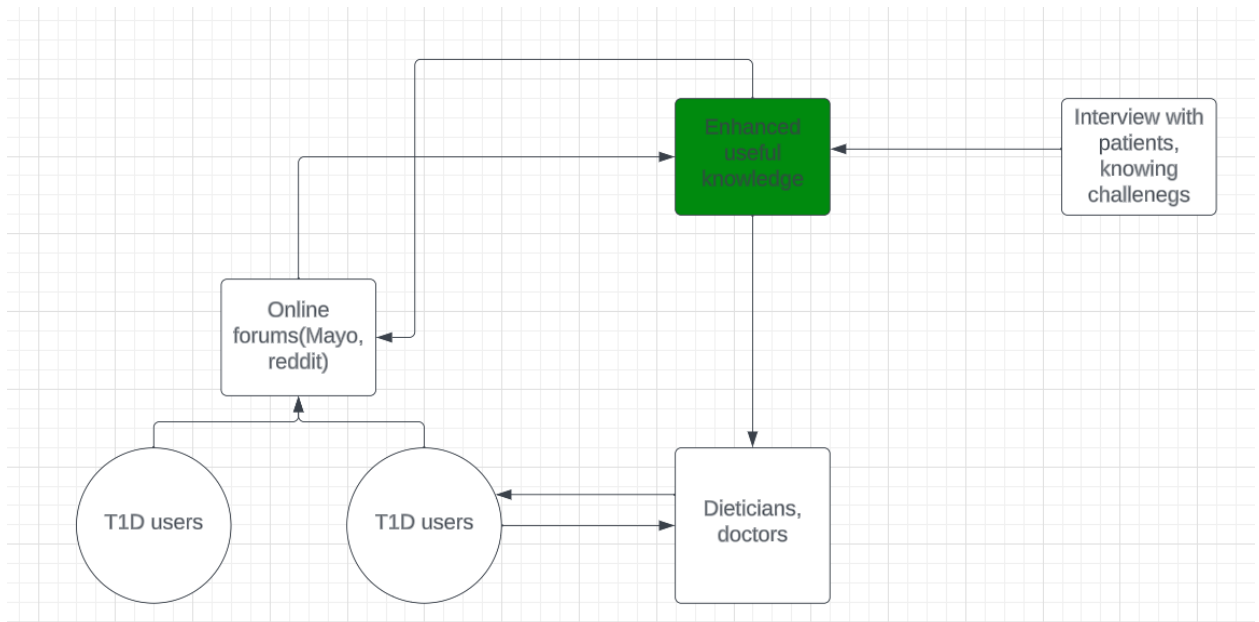 Enhanced
useful
knowledge
Interview with
patients,
knowing
challenegs
Online
forums(Mayo,
reddit)
T1D users
T1D users
Dieticians,
doctors